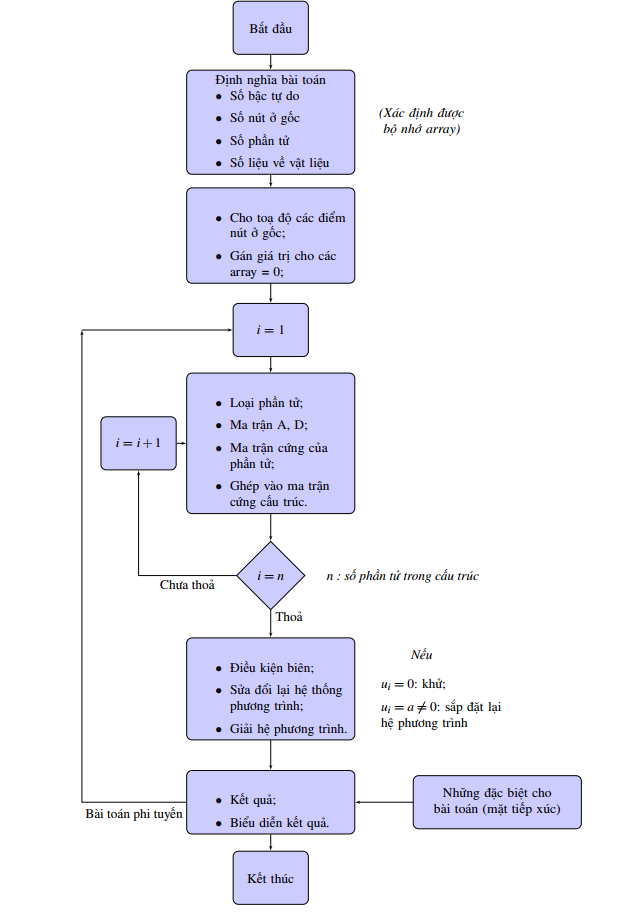 Bắt đầu
Định nghĩa bài toán
• Số bậc tự do
• Số nút ở gốc
• Số phần tử
• Số liệu về vật liệu
(Xác định được
bộ nhớ array)
• Cho toạ độ các điểm
nút ở gốc;
• Gán giá trị cho các
array = 0;
i = 1
• Loại phần tử;
• Ma trận A, D;
• Ma trận cứng của
phần tử;
• Ghép vào ma trận
cứng cấu trúc.
i = i + 1
i = n
n : số phần tử trong cấu trúc
Chưa thoả
Thoả
• Điều kiện biên;
• Sửa đổi lại hệ thống
phương trình;
• Giải hệ phương trình.
Nếu
uᵢ = 0: khử;
uᵢ = a ≠ 0: sắp đặt lại
hệ phương trình
• Kết quả;
• Biểu diễn kết quả.
Những đặc biệt cho
bài toán (mặt tiếp xúc)
Bài toán phi tuyến
Kết thúc